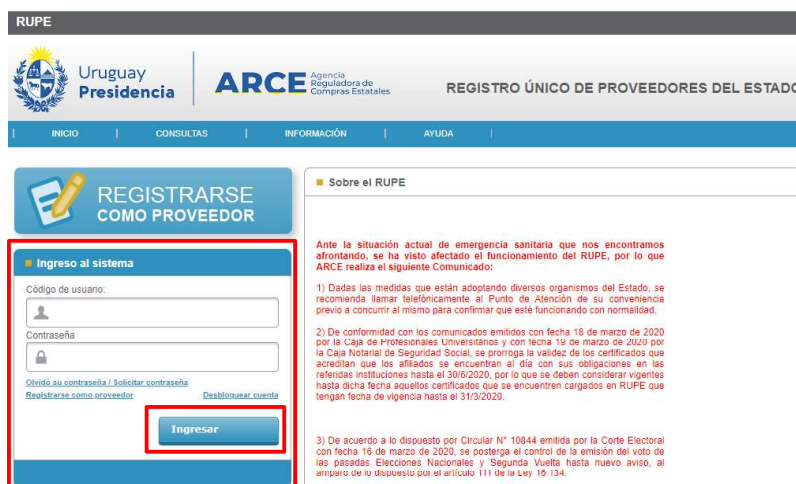 RUPE
Uruguay
Presidencia
ARCE
Agencia
Reguladora de
Compras Estatales
REGISTRO ÚNICO DE PROVEEDORES DEL ESTADO
| INICIO | CONSULTAS | INFORMACIÓN | AYUDA |
REGISTRARSE
COMO PROVEEDOR
Ingreso al sistema
Código de usuario:
Contraseña
Olvidó su contraseña / Solicitar contraseña
Registrarse como proveedor Desbloquear cuenta
Ingresar
Sobre el RUPE
Ante la situación actual de emergencia sanitaria que nos encontramos
afrontando, se ha visto afectado el funcionamiento del RUPE, por lo que
ARCE realiza el siguiente Comunicado:
1) Dadas las medidas que están adoptando diversos organismos del Estado, se
recomienda llamar telefónicamente al Punto de Atención de su conveniencia
previo a concurrir al mismo para confirmar que esté funcionando con normalidad.
2) De conformidad con los comunicados emitidos con fecha 18 de marzo de 2020
por la Caja de Profesionales Universitarios y con fecha 19 de marzo de 2020 por
la Caja Notarial de Seguridad Social, se prorroga la validez de los certificados que
acreditan que los afiliados se encuentran al día con sus obligaciones en las
referidas instituciones hasta el 30/6/2020, por lo que se deben considerar vigentes
hasta dicha fecha aquellos certificados que se encuentren cargados en RUPE que
tengan fecha de vigencia hasta el 31/3/2020.
3) De acuerdo a lo dispuesto por Circular N° 10844 emitida por la Corte Electoral
con fecha 16 de marzo de 2020, se posterga el control de la emisión del voto de
las pasadas Elecciones Nacionales y Segunda Vuelta hasta nuevo aviso, al
amparo de lo dispuesto por el artículo 111 de la Ley 16.134.